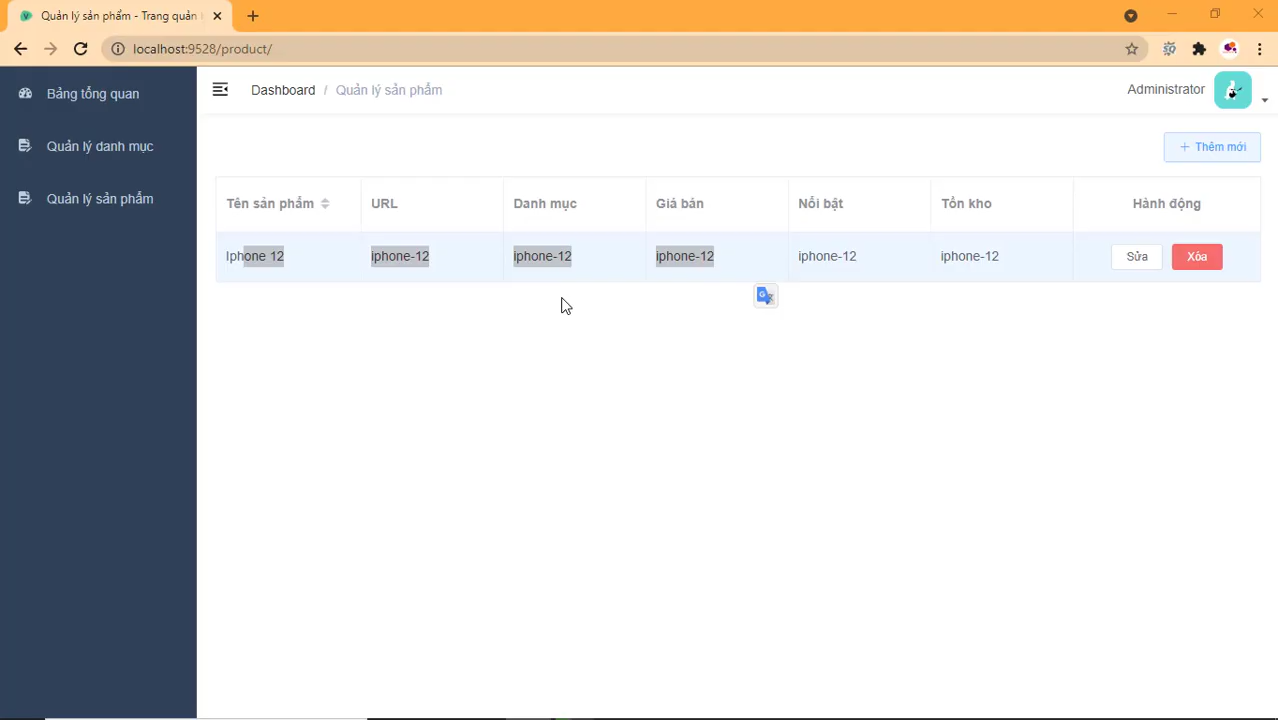 Quản lý sản phẩm - Trang quản
localhost:9528/product/
Bảng tổng quan
Quản lý danh mục
Quản lý sản phẩm
Dashboard / Quản lý sản phẩm
Administrator
+ Thêm mới
Tên sản phẩm URL Danh mục Giá bán Nổi bật Tồn kho Hành động
Iphone 12 iphone-12 iphone-12 iphone-12 iphone-12 iphone-12 Sửa Xóa